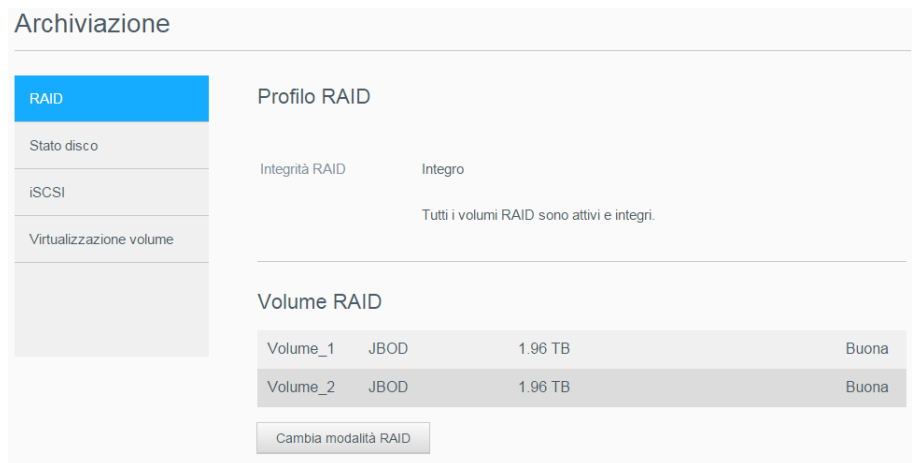 Archiviazione
RAID
Stato disco
iSCSI
Virtualizzazione volume
Profilo RAID
Integrità RAID Integro
Tutti i volumi RAID sono attivi e integri.
Volume RAID
Volume_1 JBOD 1.96 TB Buona
Volume_2 JBOD 1.96 TB Buona
Cambia modalità RAID